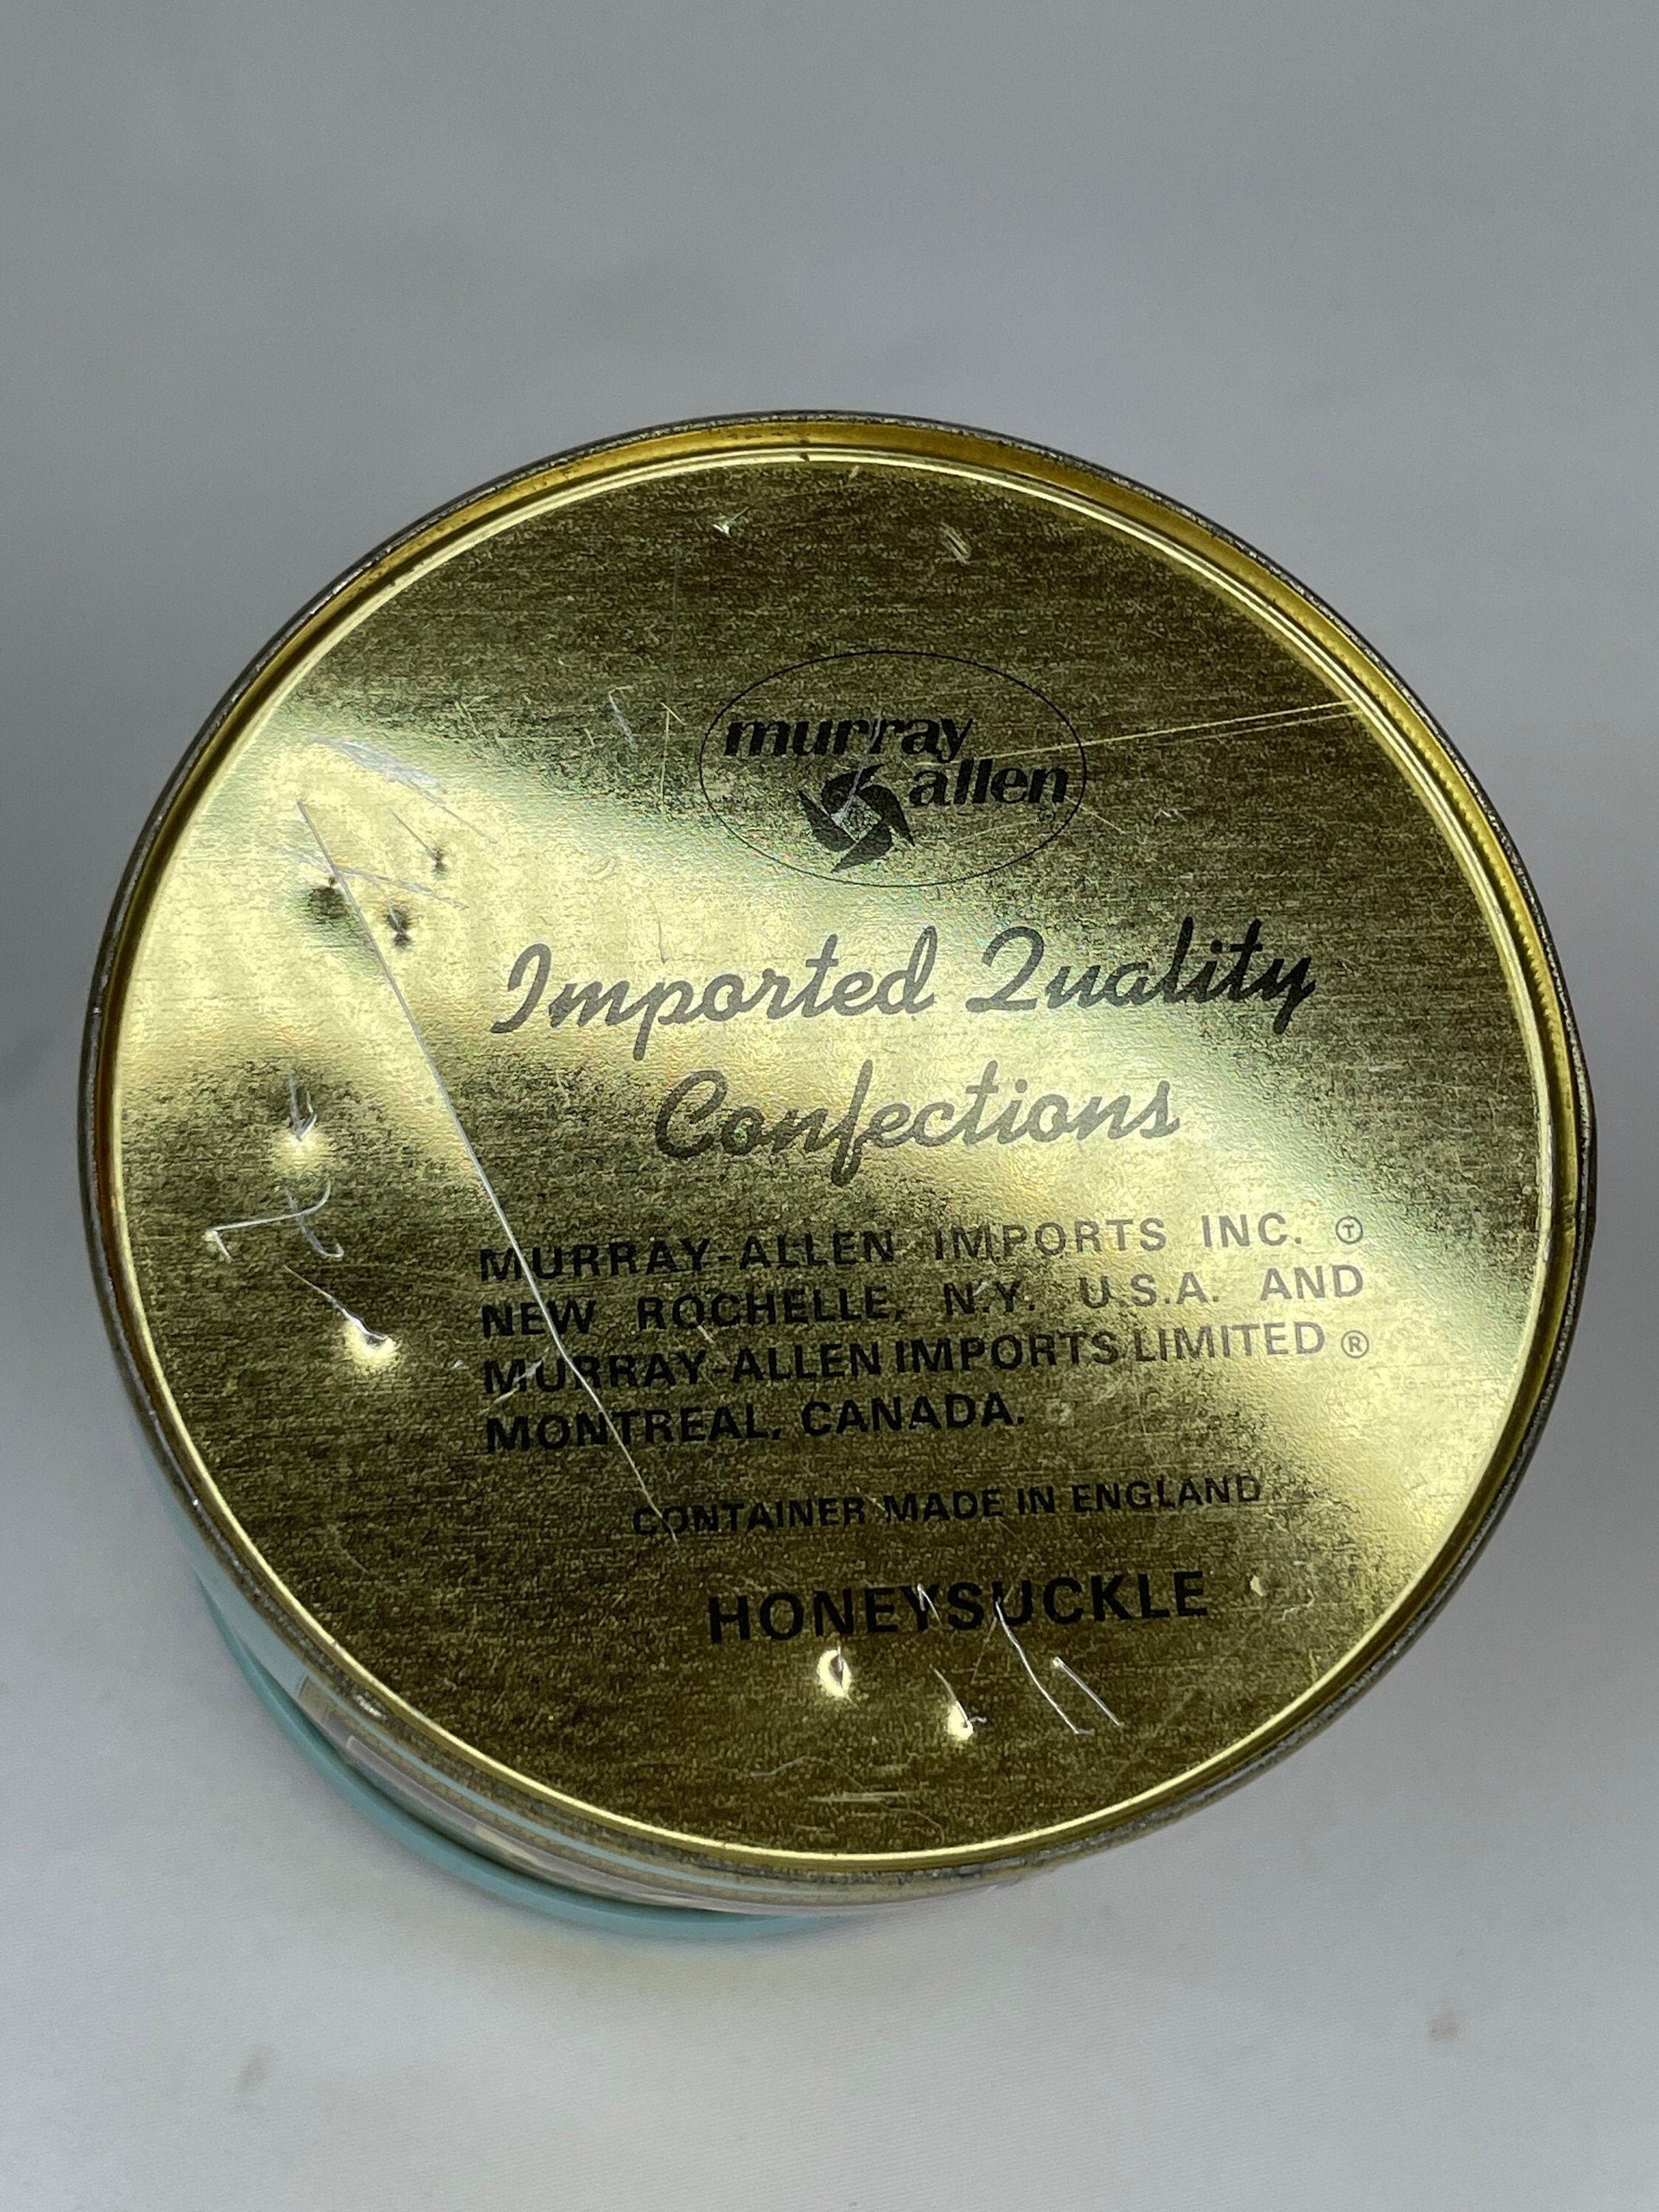 murray
allen
Imported Quality
Confections
MURRAY-ALLEN IMPORTS INC. Ⓣ
NEW ROCHELLE, N.Y. U.S.A. AND
MURRAY-ALLEN IMPORTS LIMITED ®
MONTREAL, CANADA.
CONTAINER MADE IN ENGLAND
HONEYSUCKLE